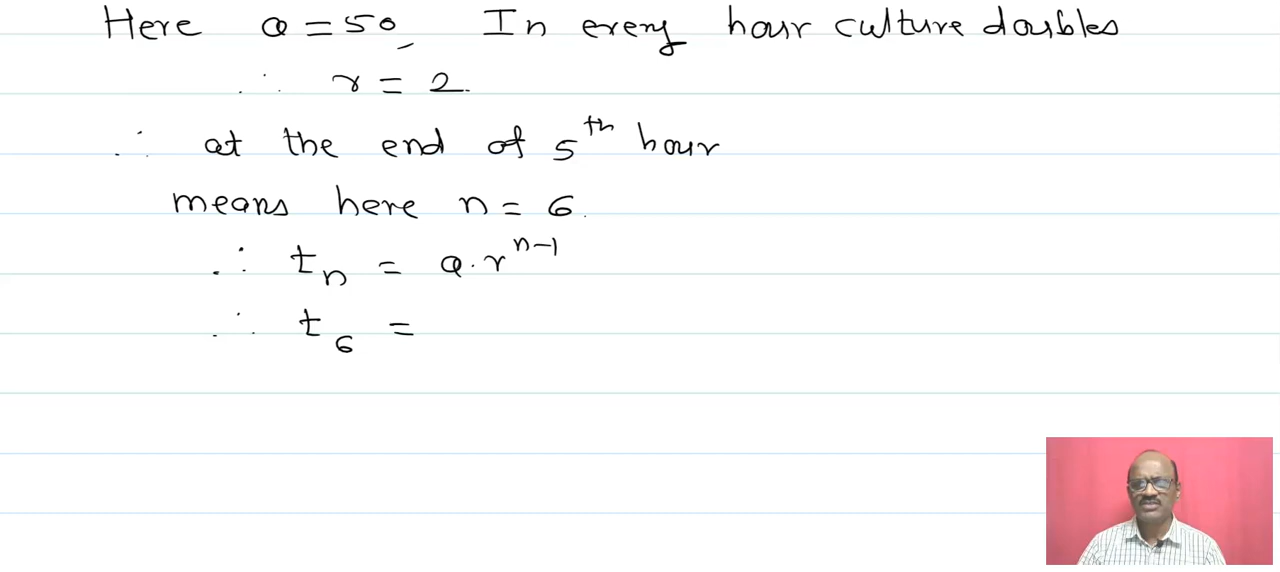 Here a = 50, In every hour culture doubles
∴ r = 2.
∴ at the end of 5th hour
means here n = 6.
∴ tn = a.r^n-1
∴ t6 =